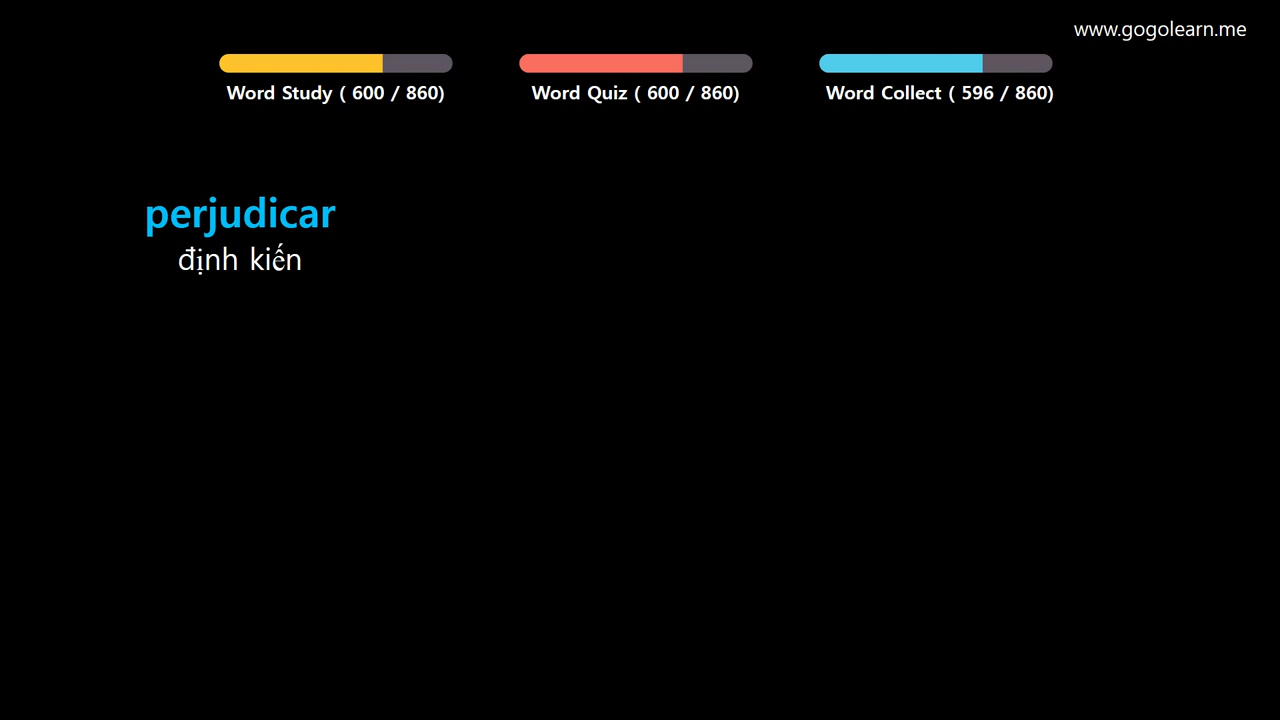 www.gogolearn.me
Word Study ( 600 / 860)
Word Quiz ( 600 / 860)
Word Collect ( 596 / 860)
perjudicar
định kiến